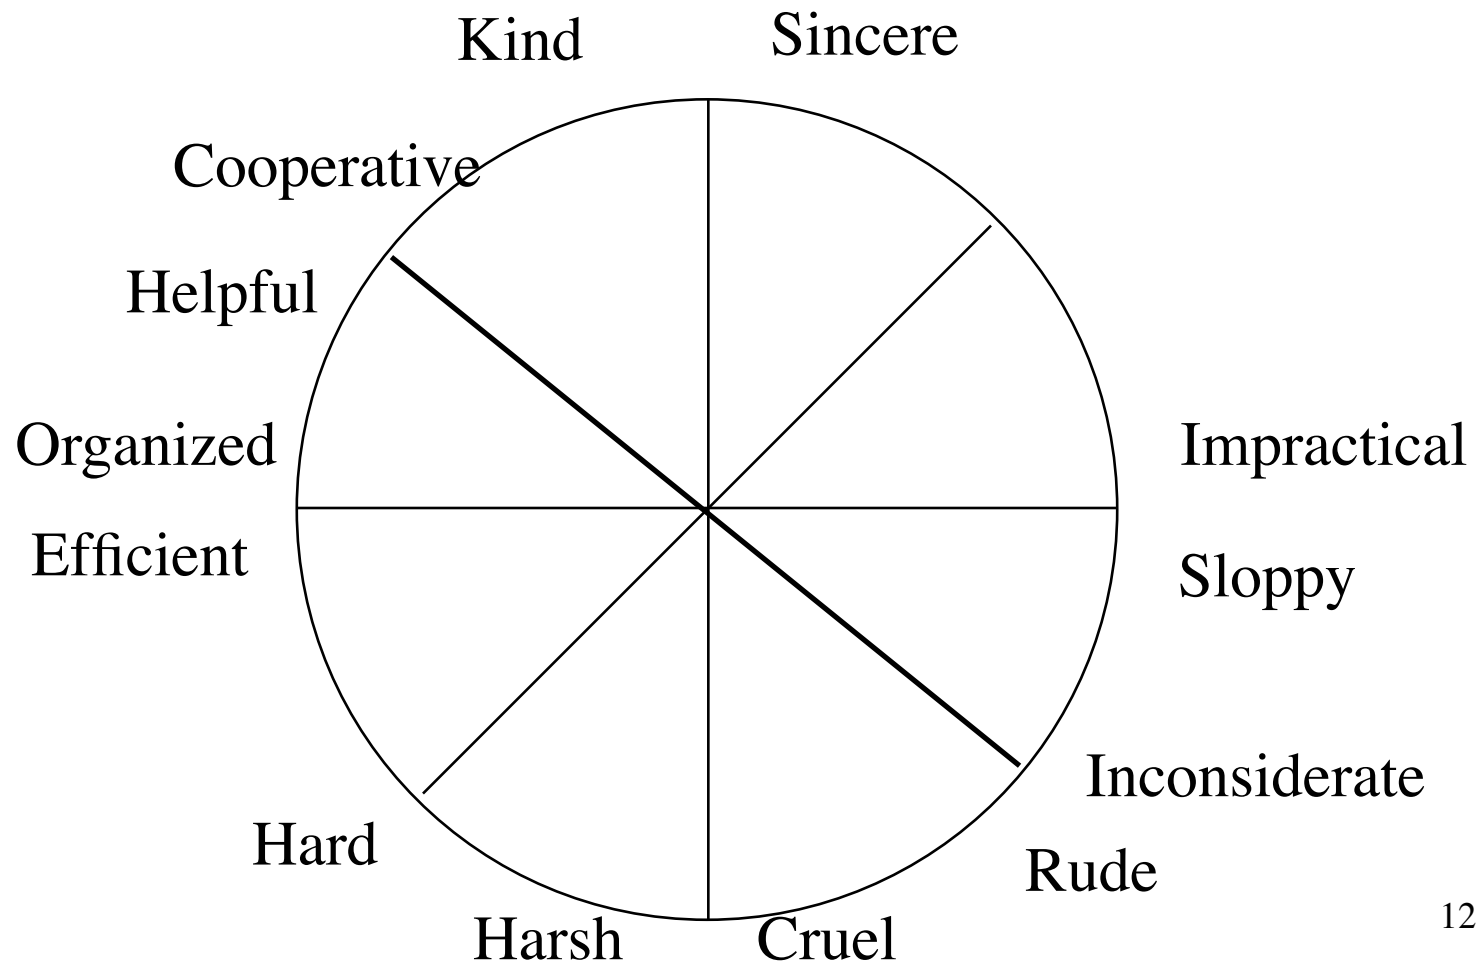 Kind
Sincere
Cooperative
Helpful
Organized
Impractical
Efficient
Sloppy
Inconsiderate
Hard
Rude
Harsh
Cruel
12